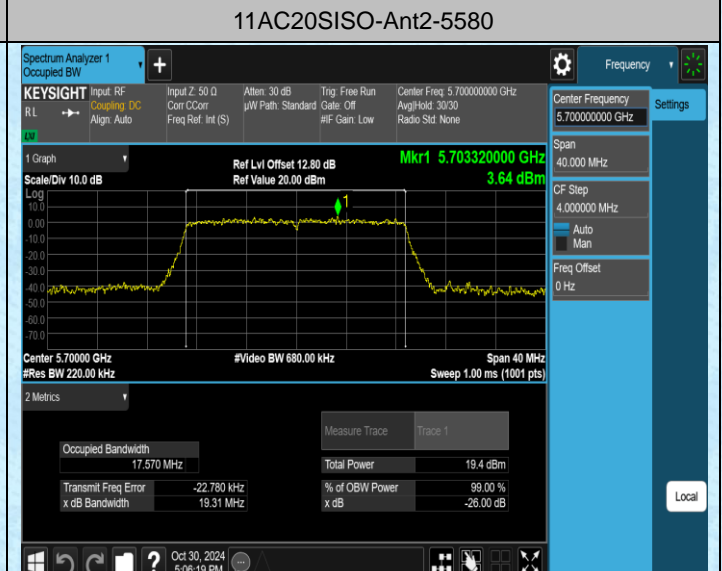 11AC20SISO-Ant2-5580
Spectrum Analyzer 1
Occupied BW
+
Frequency
KEYSIGHT
RL
Input: RF
Coupling: DC
Align: Auto
Input Z: 50 Ω
Corr CCorr
Freq Ref: Int (S)
Atten: 30 dB
µW Path: Standard
Trig: Free Run
Gate: Off
#IF Gain: Low
Center Freq: 5.700000000 GHz
Avg|Hold: 30/30
Radio Std: None
LXI
1 Graph
Scale/Div 10.0 dB
Ref Lvl Offset 12.80 dB
Ref Value 20.00 dBm
Mkr1 5.703320000 GHz
3.64 dBm
Log
10.0
0.00
-10.0
-20.0
-30.0
-40.0
-50.0
-60.0
-70.0
1
Center 5.70000 GHz
#Res BW 220.00 kHz
#Video BW 680.00 kHz
Span 40 MHz
Sweep 1.00 ms (1001 pts)
2 Metrics
Measure Trace Trace 1
Occupied Bandwidth
17.570 MHz
Total Power 19.4 dBm
Transmit Freq Error -22.780 kHz
% of OBW Power 99.00 %
x dB Bandwidth 19.31 MHz
x dB -26.00 dB
Center Frequency
5.700000000 GHz
Settings
Span
40.000 MHz
CF Step
4.000000 MHz
Auto
Man
Freq Offset
0 Hz
Local
?
Oct 30, 2024
5:06:19 PM